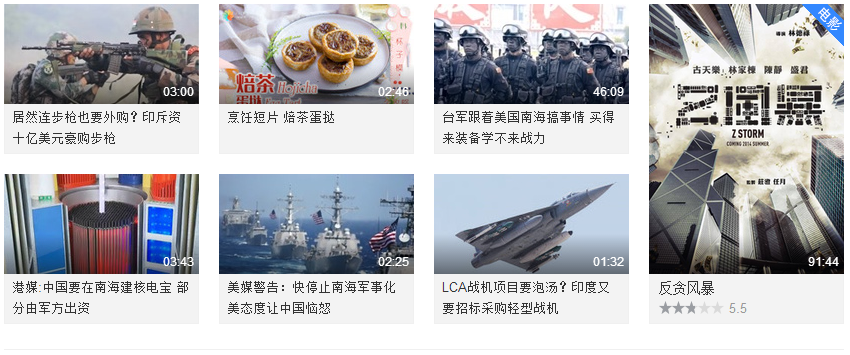 03:00
居然连步枪也要外购？印斥资
十亿美元豪购步枪
焙茶
Hojicha
02:46
烹饪短片 焙茶蛋挞
46:09
台军跟着美国南海搞事情 买得
来装备学不来战力
电影
导演 林德禄
古天樂 林家棟 陳靜 盛君
Z STORM
COMING 2014 SUMMER.
91:44
反贪风暴
5.5
03:43
港媒:中国要在南海建核电宝 部
分由军方出资
02:25
美媒警告：快停止南海军事化
美态度让中国恼怒
01:32
LCA战机项目要泡汤？印度又
要招标采购轻型战机